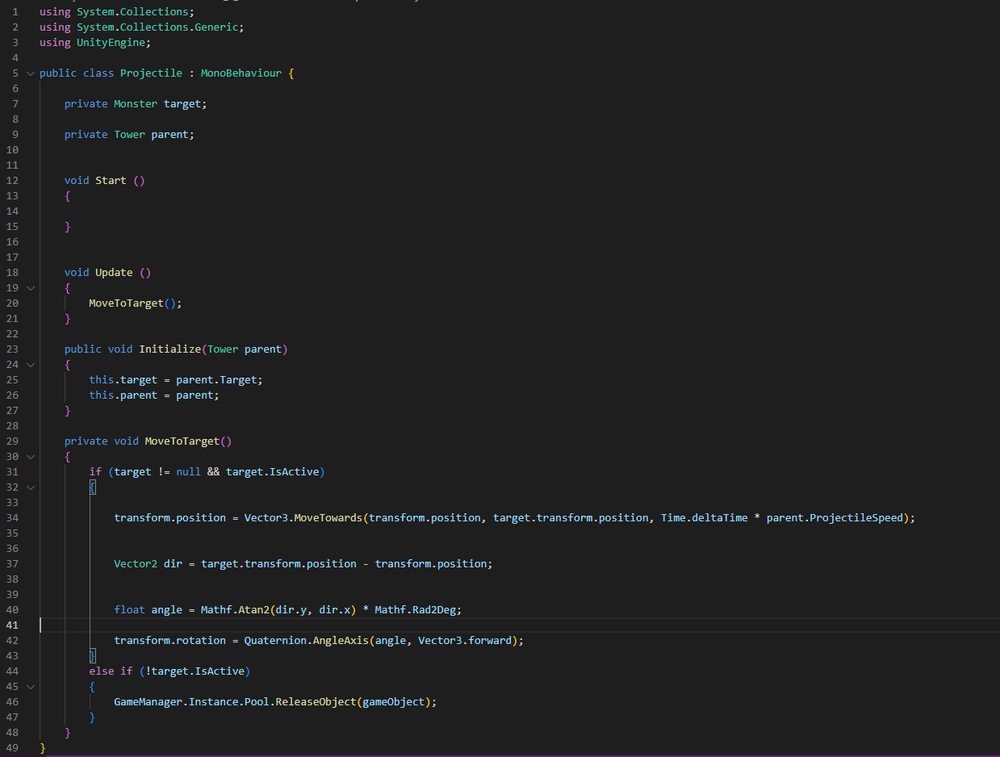 1 using System.Collections;
2 using System.Collections.Generic;
3 using UnityEngine;
4
5 public class Projectile : MonoBehaviour {
6
7 private Monster target;
8
9 private Tower parent;
10
11
12 void Start ()
13 {
14
15 }
16
17
18 void Update ()
19 {
20 MoveToTarget();
21 }
22
23 public void Initialize(Tower parent)
24 {
25 this.target = parent.Target;
26 this.parent = parent;
27 }
28
29 private void MoveToTarget()
30 {
31 if (target != null && target.IsActive)
32 {
33
34 transform.position = Vector3.MoveTowards(transform.position, target.transform.position, Time.deltaTime * parent.ProjectileSpeed);
35
36
37 Vector2 dir = target.transform.position - transform.position;
38
39
40 float angle = Mathf.Atan2(dir.y, dir.x) * Mathf.Rad2Deg;
41
42 transform.rotation = Quaternion.AngleAxis(angle, Vector3.forward);
43 }
44 else if (!target.IsActive)
45 {
46 GameManager.Instance.Pool.ReleaseObject(gameObject);
47 }
48 }
49 }